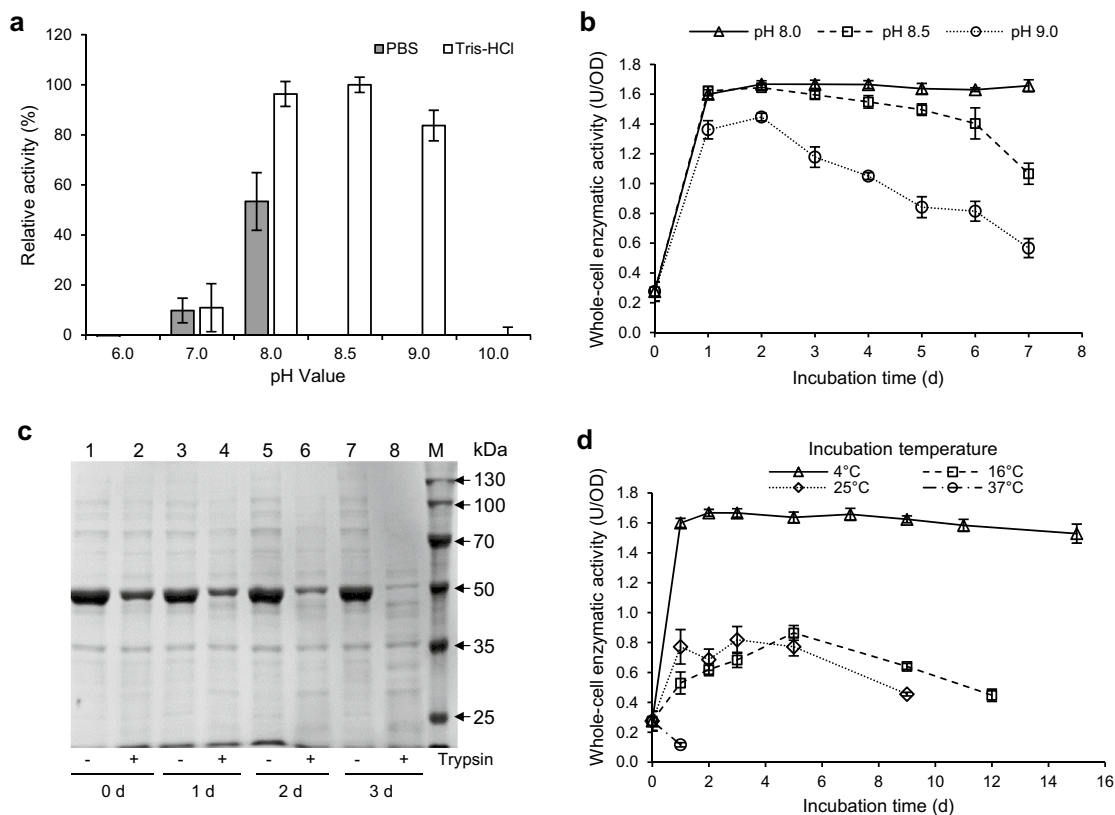 a
PBS Tris-HCl
120
100
80
60
40
20
0
Relative activity (%)
6.0 7.0 8.0 8.5 9.0 10.0
pH Value
b
pH 8.0 pH 8.5 pH 9.0
1.8
1.6
1.4
1.2
1.0
0.8
0.6
0.4
0.2
0.0
Whole-cell enzymatic activity (U/OD)
0 1 2 3 4 5 6 7 8
Incubation time (d)
c
1 2 3 4 5 6 7 8 M kDa
130
100
70
50
35
25
- + - + - + - + Trypsin
0 d 1 d 2 d 3 d
d
Incubation temperature
4°C 16°C
25°C 37°C
1.8
1.6
1.4
1.2
1.0
0.8
0.6
0.4
0.2
0.0
Whole-cell enzymatic activity (U/OD)
0 2 4 6 8 10 12 14 16
Incubation time (d)